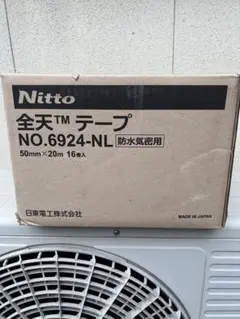 Nitto
全天™ テープ
NO.6924-NL 防水気密用
50mm×20m 16巻入
日東電工株式会社
MADE IN JAPAN